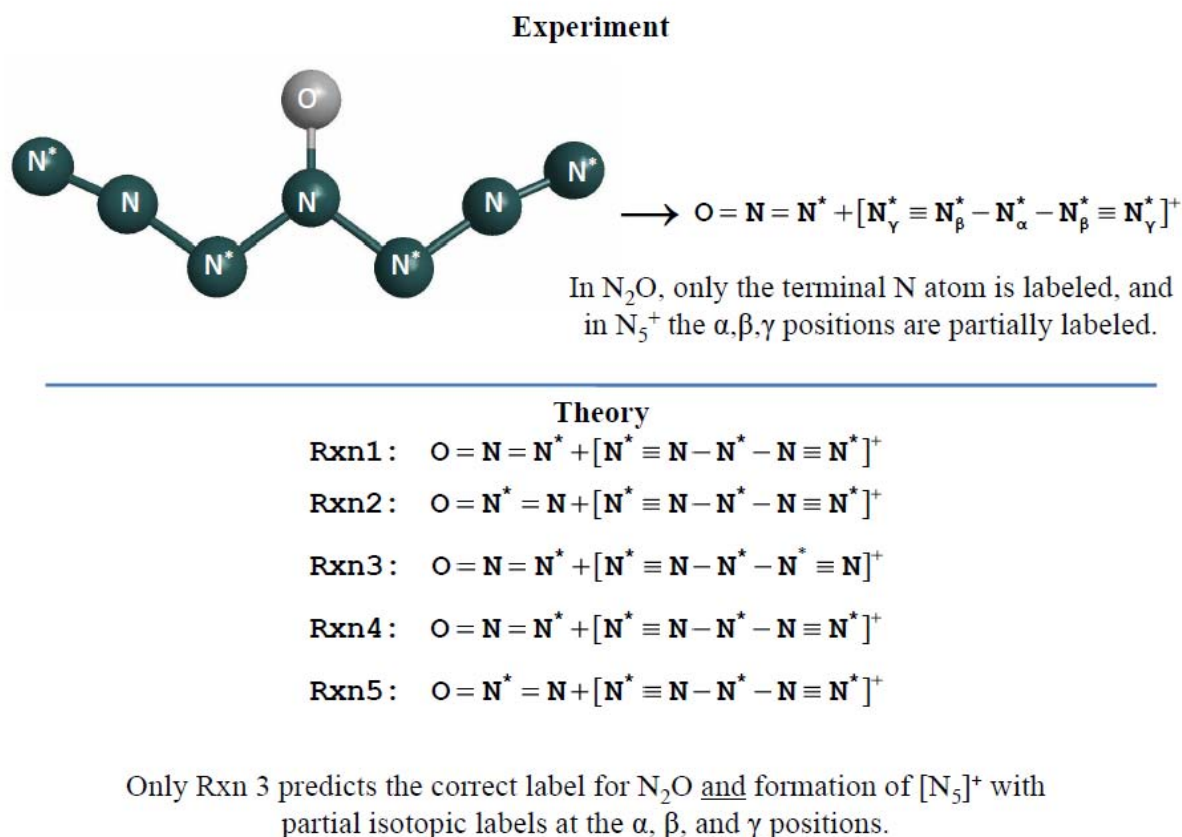 Experiment
O
N* N N* N N* N N*
→ O = N = N* + [N*γ ≡ N*β − N*α − N*β ≡ N*γ]+
In N2O, only the terminal N atom is labeled, and
in N5+ the α,β,γ positions are partially labeled.
Theory
Rxn1: O = N = N* + [N* ≡ N − N* − N ≡ N*]+
Rxn2: O = N* = N + [N* ≡ N − N* − N ≡ N*]+
Rxn3: O = N = N* + [N* ≡ N − N* − N* ≡ N]+
Rxn4: O = N = N* + [N* ≡ N − N* − N ≡ N*]+
Rxn5: O = N* = N + [N* ≡ N − N* − N ≡ N*]+
Only Rxn 3 predicts the correct label for N2O and formation of [N5]+ with
partial isotopic labels at the α, β, and γ positions.